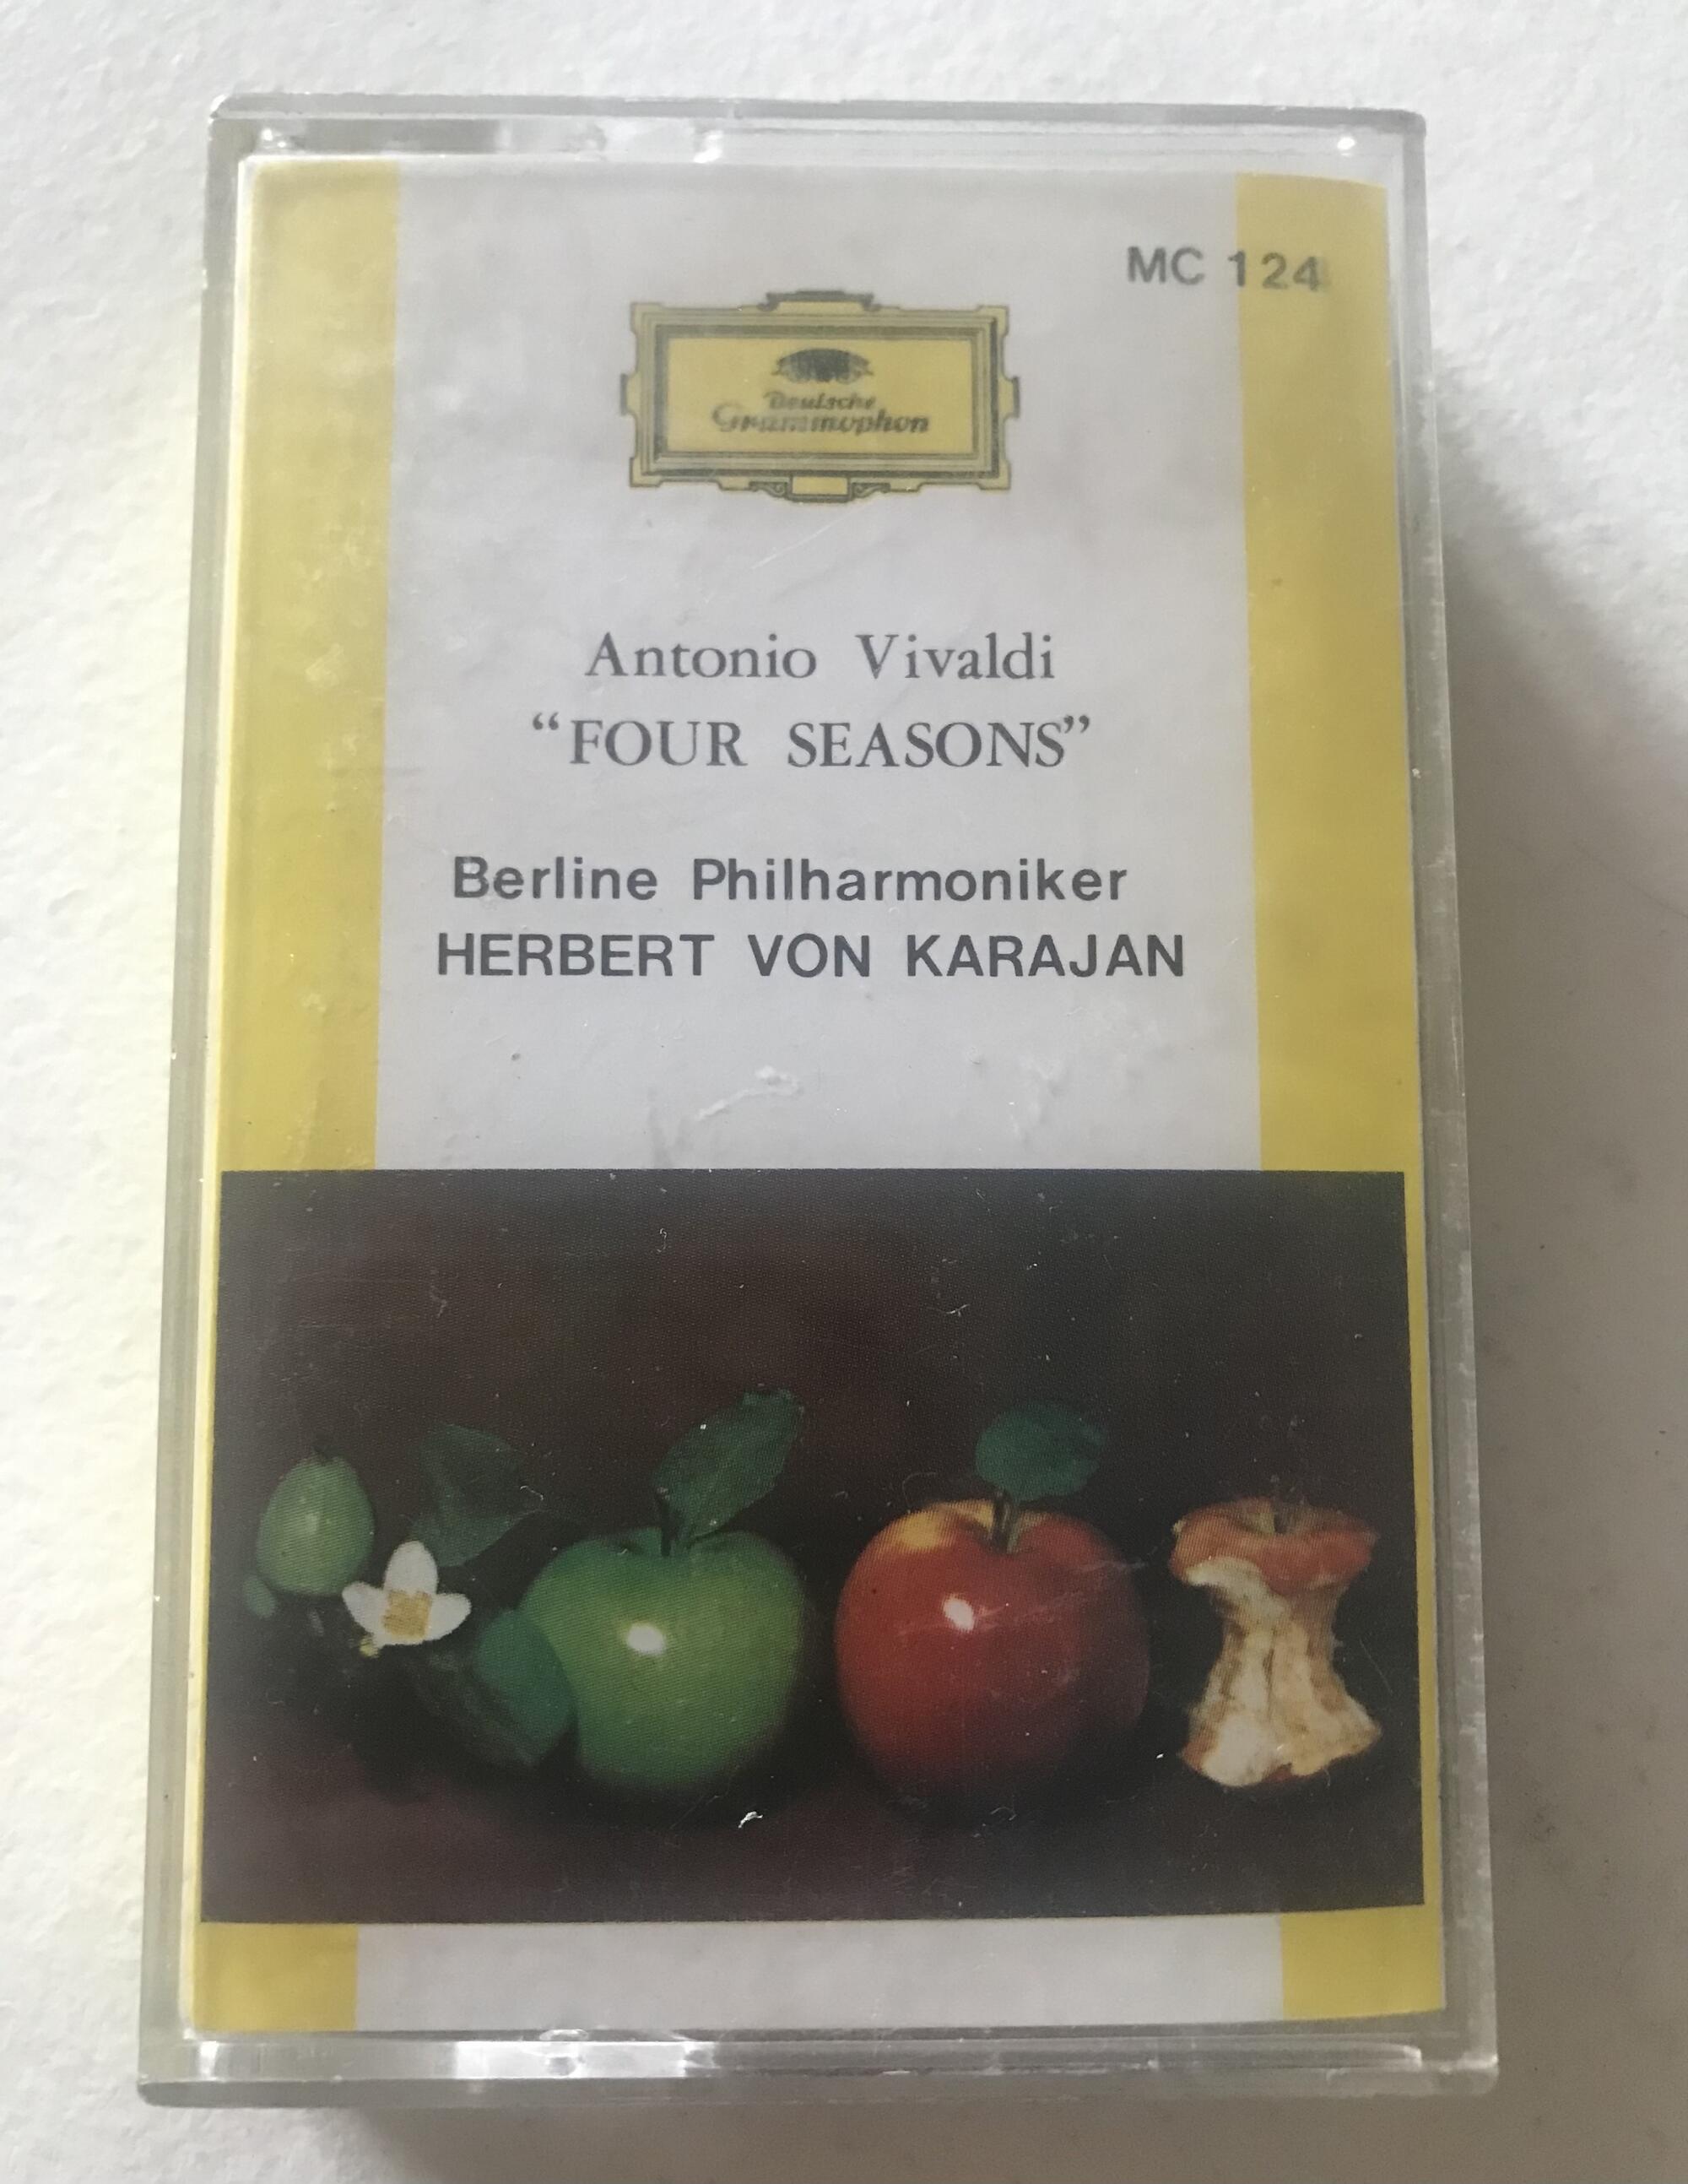 MC 124
Deutsche
Grammophon
Antonio Vivaldi
“FOUR SEASONS”
Berline Philharmoniker
HERBERT VON KARAJAN